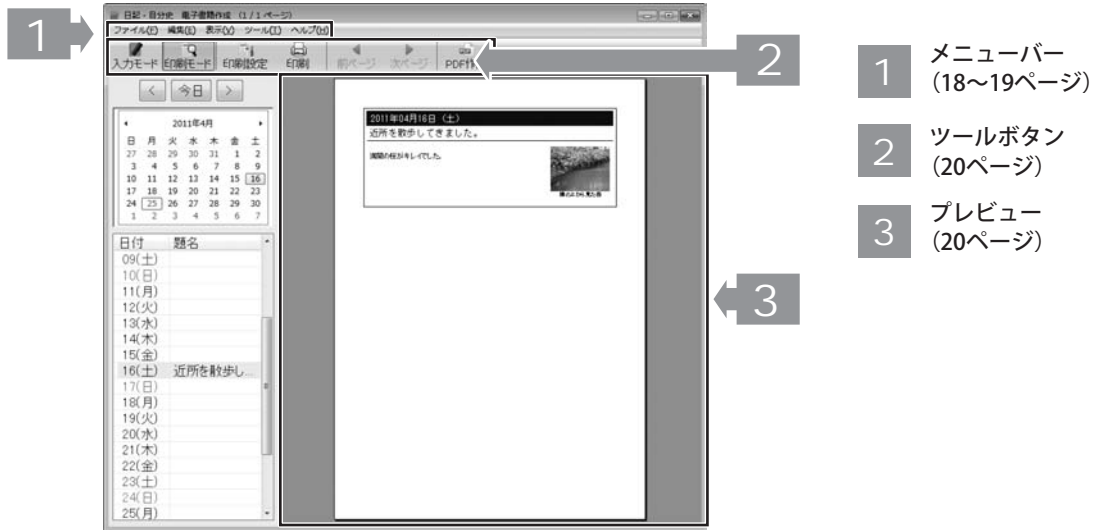 日記・自分史 電子書籍作成 (1/1ページ)
ファイル(F) 編集(E) 表示(V) ツール(T) ヘルプ(H)
入力モード 印刷モード 印刷設定 印刷 前ページ 次ページ PDF作
1
2
3
今日
2011年4月
日 月 火 水 木 金 土
27 28 29 30 31 1 2
3 4 5 6 7 8 9
10 11 12 13 14 15 16
17 18 19 20 21 22 23
24 25 26 27 28 29 30
1 2 3 4 5 6 7
日付 題名
09(土)
10(日)
11(月)
12(火)
13(水)
14(木)
15(金)
16(土) 近所を散歩し...
17(日)
18(月)
19(火)
20(水)
21(木)
22(金)
23(土)
24(日)
25(月)
2011年04月16日 (土)
近所を散歩してきました。
満開の桜がキレイでした。
1 メニューバー
(18〜19ページ)
2 ツールボタン
(20ページ)
3 プレビュー
(20ページ)